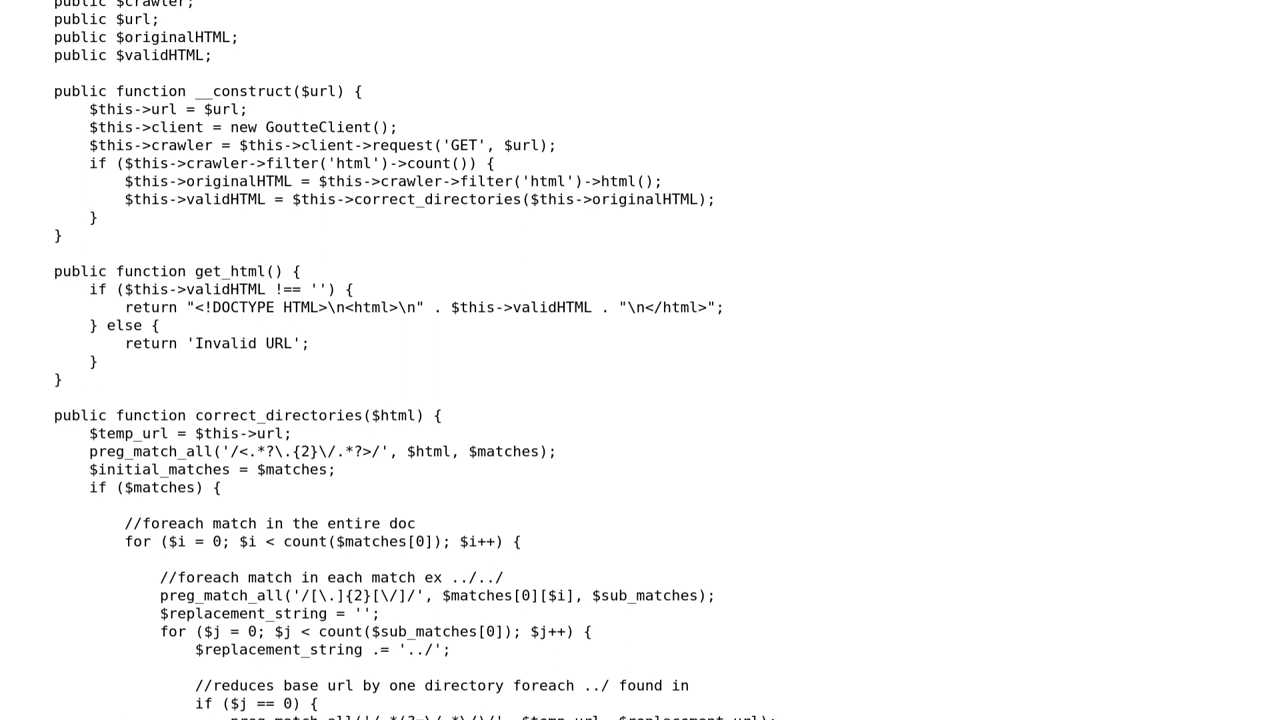 public $crawler;
public $url;
public $originalHTML;
public $validHTML;
public function __construct($url) {
$this->url = $url;
$this->client = new GoutteClient();
$this->crawler = $this->client->request('GET', $url);
if ($this->crawler->filter('html')->count()) {
$this->originalHTML = $this->crawler->filter('html')->html();
$this->validHTML = $this->correct_directories($this->originalHTML);
}
}
public function get_html() {
if ($this->validHTML !== '') {
return "<!DOCTYPE HTML>\n<html>\n" . $this->validHTML . "\n</html>";
} else {
return 'Invalid URL';
}
}
public function correct_directories($html) {
$temp_url = $this->url;
preg_match_all('/<.*?\.{2}\/.*?>/', $html, $matches);
$initial_matches = $matches;
if ($matches) {
//foreach match in the entire doc
for ($i = 0; $i < count($matches[0]); $i++) {
//foreach match in each match ex ../../
preg_match_all('/[\.]{2}[\/]/', $matches[0][$i], $sub_matches);
$replacement_string = '';
for ($j = 0; $j < count($sub_matches[0]); $j++) {
$replacement_string .= '../';
//reduces base url by one directory foreach ../ found in
if ($j == 0) {